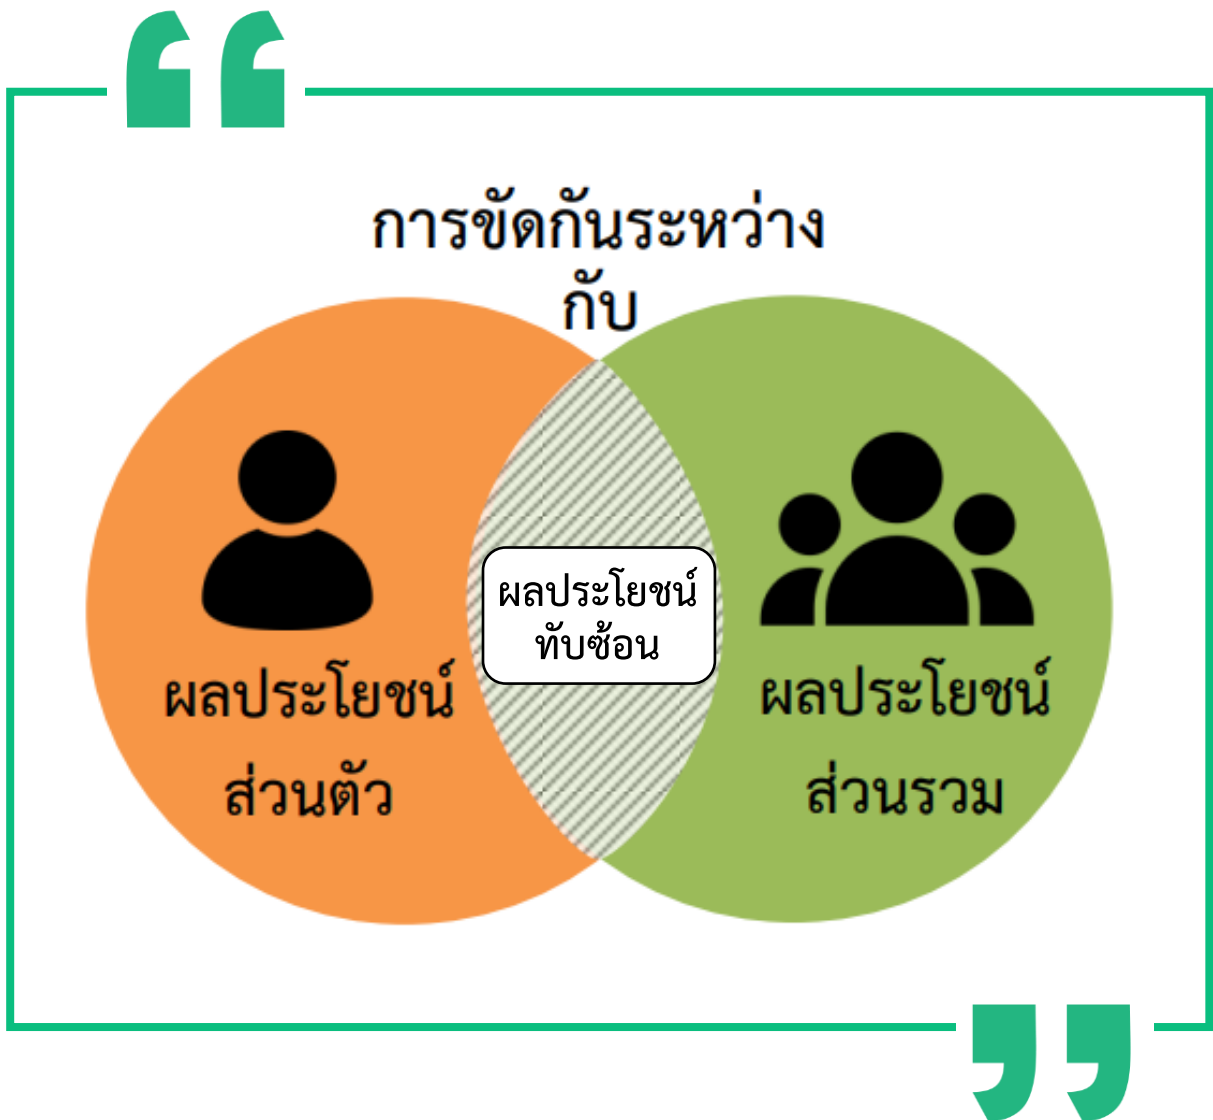 การขัดกันระหว่าง
กับ
ผลประโยชน์
ส่วนตัว
ผลประโยชน์
ทับซ้อน
ผลประโยชน์
ส่วนรวม